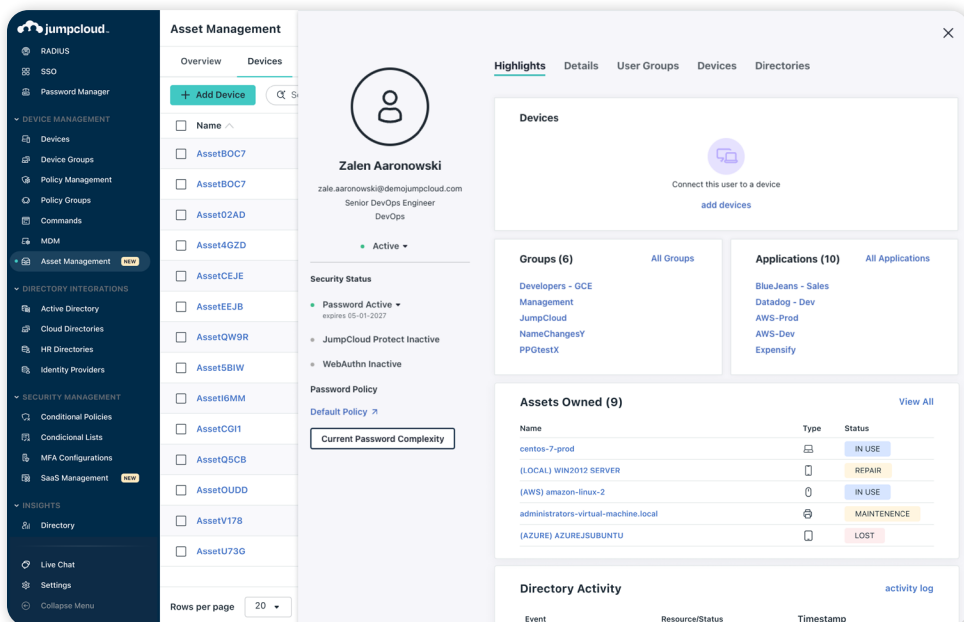 jumpcloud
RADIUS
SSO
Password Manager
DEVICE MANAGEMENT
Devices
Device Groups
Policy Management
Policy Groups
Commands
MDM
Asset Management NEW
DIRECTORY INTEGRATIONS
Active Directory
Cloud Directories
HR Directories
Identity Providers
SECURITY MANAGEMENT
Conditional Policies
Condicional Lists
MFA Configurations
SaaS Management NEW
INSIGHTS
Directory
Live Chat
Settings
Collapse Menu
Asset Management
Overview Devices
+ Add Device
Name
AssetBOC7
AssetBOC7
Asset02AD
Asset4GZD
AssetCEJE
AssetEEJB
AssetQW9R
Asset5BIW
AssetI6MM
AssetCGI1
AssetQ5CB
AssetOUDD
AssetV178
AssetU73G
Rows per page 20
Zalen Aaronowski
zale.aaronowski@demojumpcloud.com
Senior DevOps Engineer
DevOps
Active
Security Status
Password Active
expires 05-01-2027
JumpCloud Protect Inactive
WebAuthn Inactive
Password Policy
Default Policy
Current Password Complexity
Highlights Details User Groups Devices Directories
Devices
Connect this user to a device
add devices
Groups (6) All Groups
Developers - GCE
Management
JumpCloud
NameChangesY
PPGtestX
Applications (10) All Applications
BlueJeans - Sales
Datadog - Dev
AWS-Prod
AWS-Dev
Expensify
Assets Owned (9) View All
Name Type Status
centos-7-prod IN USE
(LOCAL) WIN2012 SERVER REPAIR
(AWS) amazon-linux-2 IN USE
administrators-virtual-machine.local MAINTENENCE
(AZURE) AZUREJSUBUNTU LOST
Directory Activity activity log
Event Resource/Status Timestamp